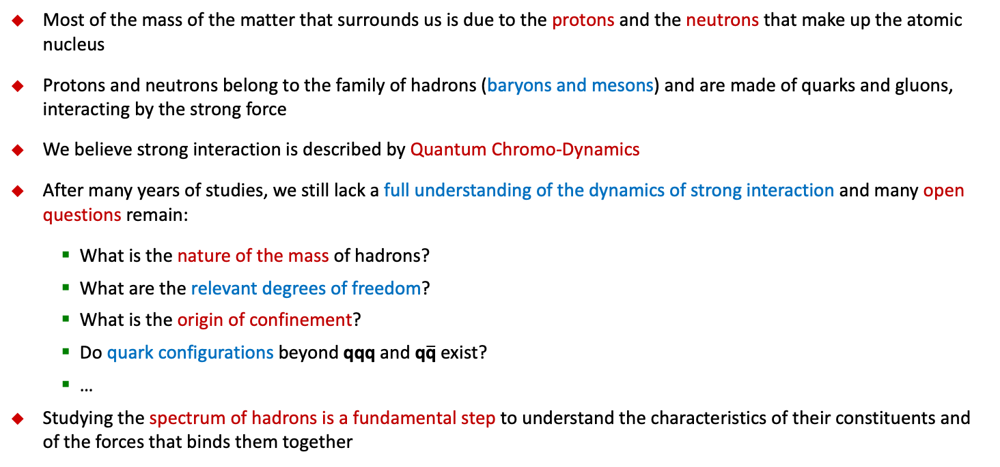 ◆ Most of the mass of the matter that surrounds us is due to the protons and the neutrons that make up the atomic
nucleus
◆ Protons and neutrons belong to the family of hadrons (baryons and mesons) and are made of quarks and gluons,
interacting by the strong force
◆ We believe strong interaction is described by Quantum Chromo-Dynamics
◆ After many years of studies, we still lack a full understanding of the dynamics of strong interaction and many open
questions remain:
▪ What is the nature of the mass of hadrons?
▪ What are the relevant degrees of freedom?
▪ What is the origin of confinement?
▪ Do quark configurations beyond qqq and qq̄ exist?
▪ ...
◆ Studying the spectrum of hadrons is a fundamental step to understand the characteristics of their constituents and
of the forces that binds them together